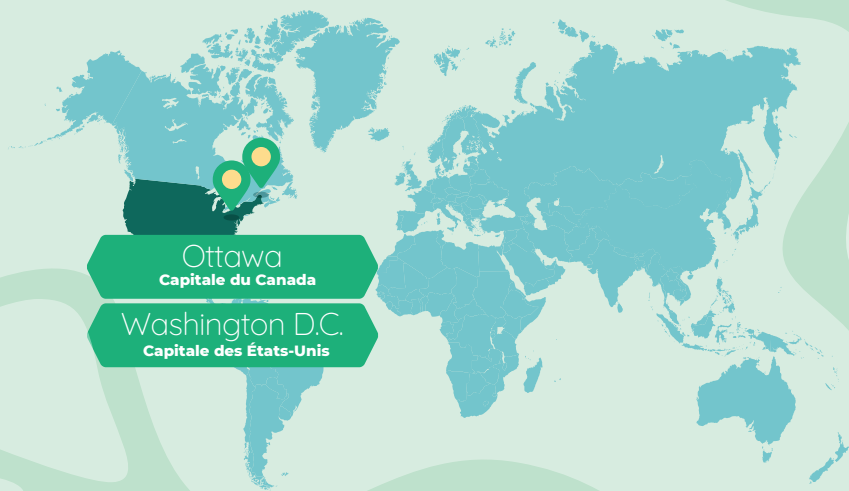 Ottawa
Capitale du Canada
Washington D.C.
Capitale des États-Unis